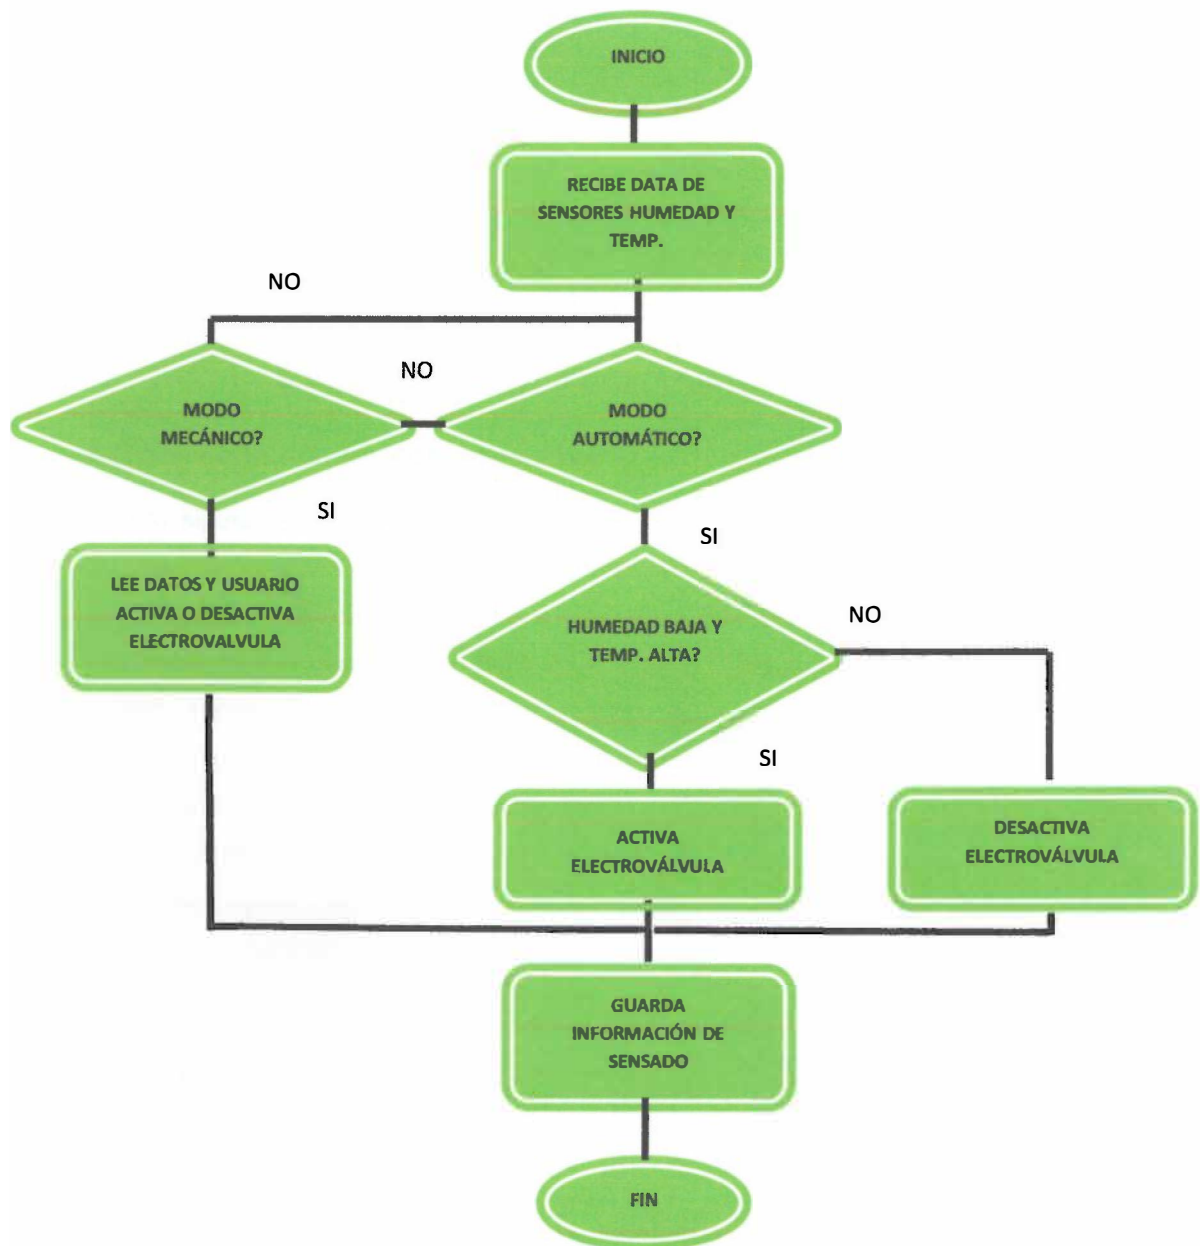 INICIO
RECIBE DATA DE
SENSORES HUMEDAD Y
TEMP.
NO
NO
MODO
MECÁNICO?
MODO
AUTOMÁTICO?
SI
SI
LEE DATOS Y USUARIO
ACTIVA O DESACTIVA
ELECTROVALVULA
HUMEDAD BAJA Y
TEMP. ALTA?
NO
SI
ACTIVA
ELECTROVÁLVULA
DESACTIVA
ELECTROVÁLVULA
GUARDA
INFORMACIÓN DE
SENSADO
FIN